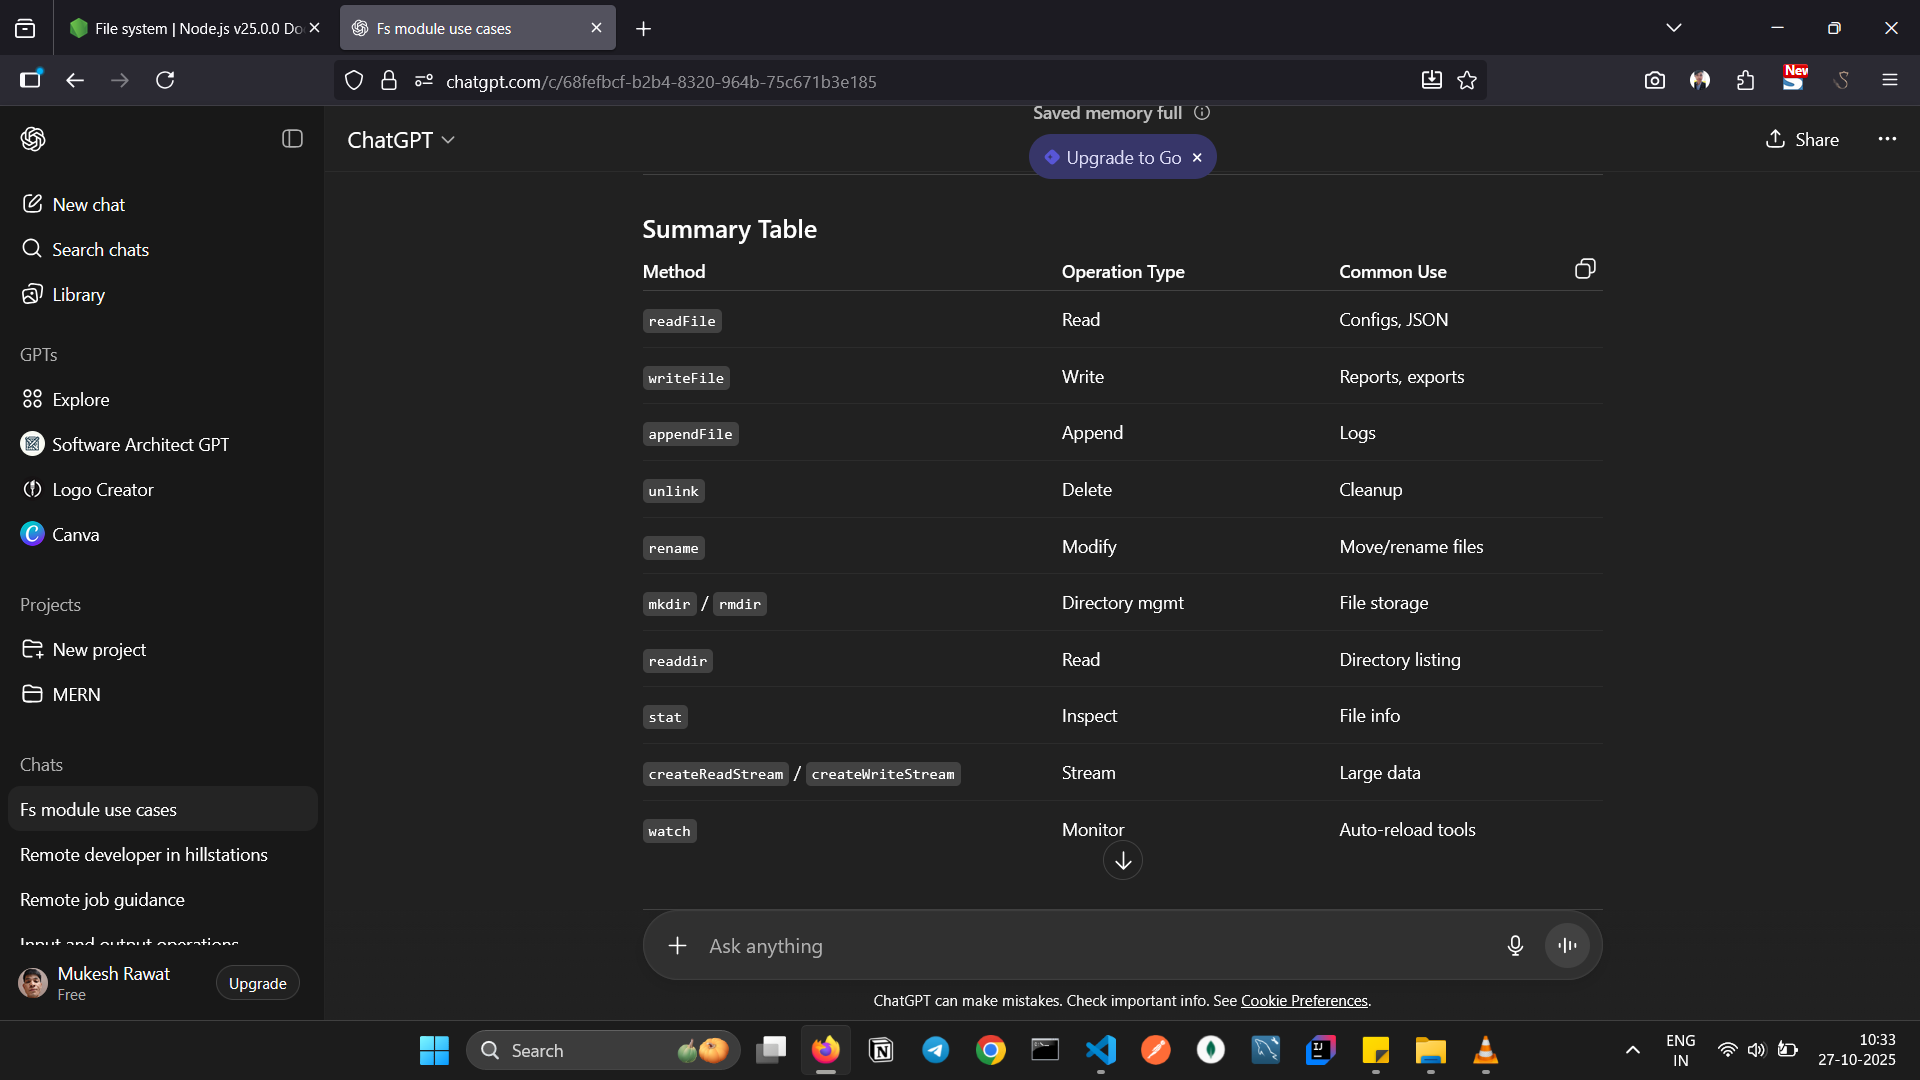 File system | Node.js v25.0.0 Do
Fs module use cases
chatgpt.com/c/68fefbcf-b2b4-8320-964b-75c671b3e185
New
ChatGPT
Saved memory full
Upgrade to Go
Share
New chat
Search chats
Library
GPTs
Explore
Software Architect GPT
Logo Creator
Canva
Projects
New project
MERN
Chats
Fs module use cases
Remote developer in hillstations
Remote job guidance
Input and output operations
Mukesh Rawat
Free
Upgrade
Summary Table
Method Operation Type Common Use
readFile Read Configs, JSON
writeFile Write Reports, exports
appendFile Append Logs
unlink Delete Cleanup
rename Modify Move/rename files
mkdir / rmdir Directory mgmt File storage
readdir Read Directory listing
stat Inspect File info
createReadStream / createWriteStream Stream Large data
watch Monitor Auto-reload tools
Ask anything
ChatGPT can make mistakes. Check important info. See Cookie Preferences.
Search
ENG
IN
10:33
27-10-2025